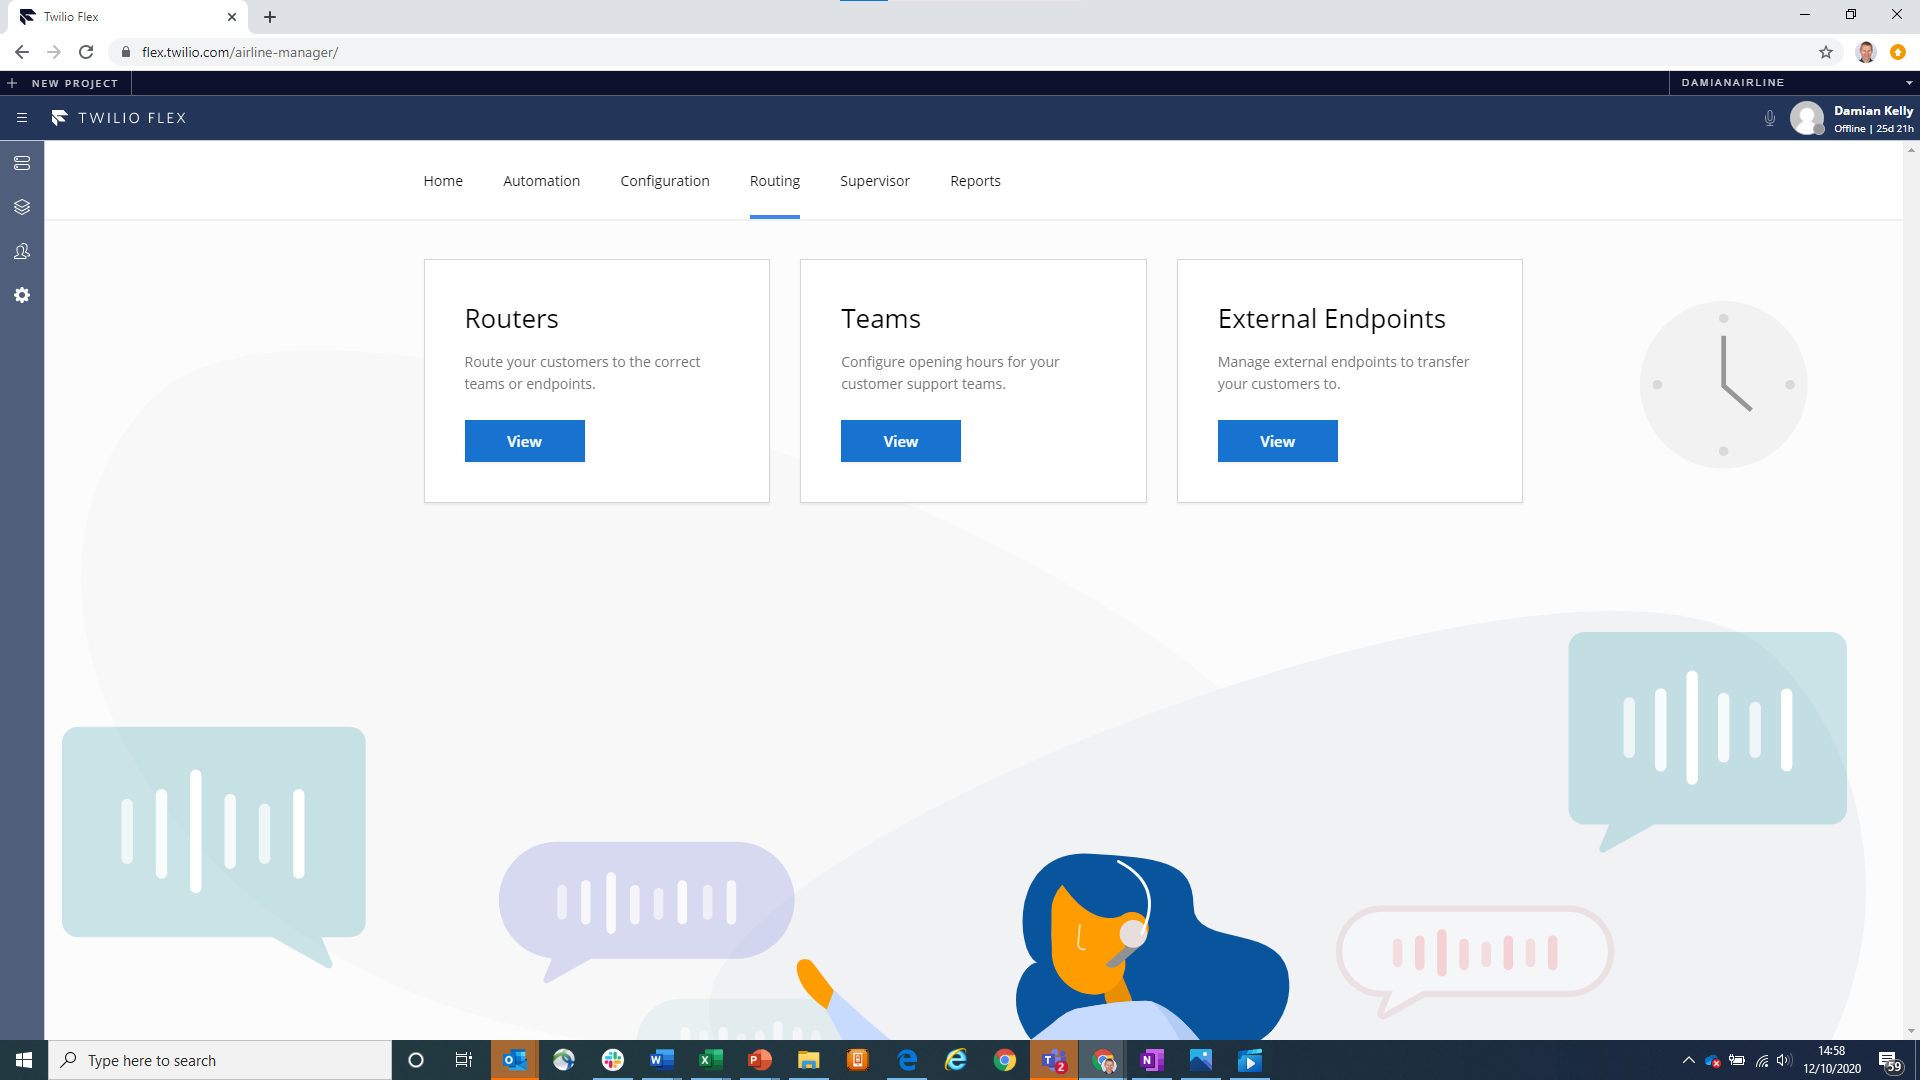 Twilio Flex
flex.twilio.com/airline-manager/
NEW PROJECT
DAMIANAIRLINE
TWILIO FLEX
Damian Kelly
Offline | 25d 21h
Home Automation Configuration Routing Supervisor Reports
Routers
Route your customers to the correct
teams or endpoints.
View
Teams
Configure opening hours for your
customer support teams.
View
External Endpoints
Manage external endpoints to transfer
your customers to.
View
Type here to search
2
14:58
12/10/2020
59